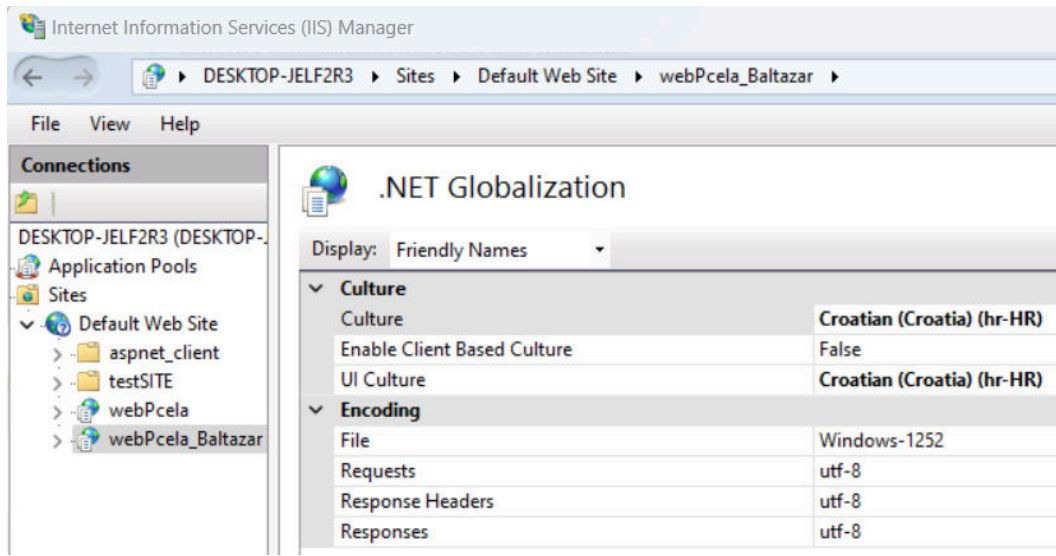 Internet Information Services (IIS) Manager
DESKTOP-JELF2R3 Sites Default Web Site webPcela_Baltazar
File View Help
Connections
DESKTOP-JELF2R3 (DESKTOP-J
Application Pools
Sites
Default Web Site
aspnet_client
testSITE
webPcela
webPcela_Baltazar
.NET Globalization
Display: Friendly Names
Culture
Culture Croatian (Croatia) (hr-HR)
Enable Client Based Culture False
UI Culture Croatian (Croatia) (hr-HR)
Encoding
File Windows-1252
Requests utf-8
Response Headers utf-8
Responses utf-8